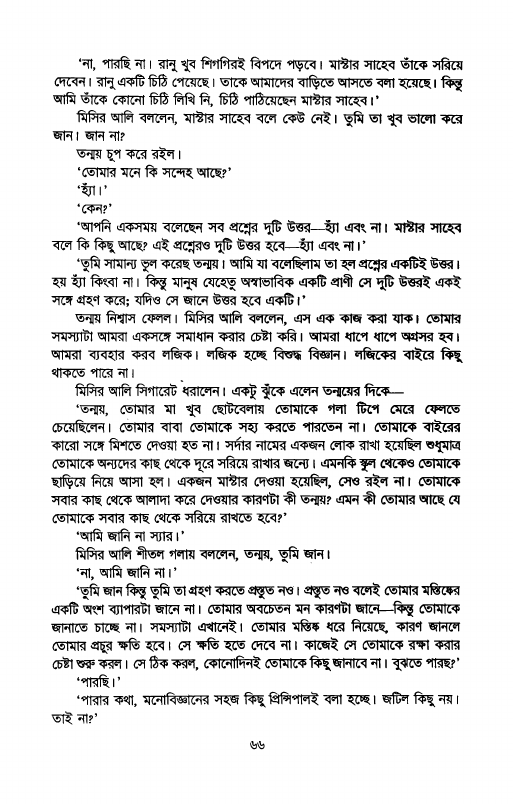 ‘না, পারছি না। রানু খুব শিগগিরই বিপদে পড়বে। মাস্টার সাহেব তাঁকে সরিয়ে
দেবেন। রানু একটি চিঠি পেয়েছে। তাকে আমাদের বাড়িতে আসতে বলা হয়েছে। কিন্তু
আমি তাঁকে কোনো চিঠি লিখি নি, চিঠি পাঠিয়েছেন মাস্টার সাহেব।’
মিসির আলি বললেন, মাস্টার সাহেব বলে কেউ নেই। তুমি তা খুব ভালো করে
জান। জান না?
তন্ময় চুপ করে রইল।
‘তোমার মনে কি সন্দেহ আছে?’
‘হ্যাঁ।’
‘কেন?’
‘আপনি একসময় বলেছেন সব প্রশ্নের দুটি উত্তর—হ্যাঁ এবং না। মাস্টার সাহেব
বলে কি কিছু আছে? এই প্রশ্নেরও দুটি উত্তর হবে—হ্যাঁ এবং না।’
‘তুমি সামান্য ভুল করেছ তন্ময়। আমি যা বলেছিলাম তা হল প্রশ্নের একটিই উত্তর।
হয় হ্যাঁ কিংবা না। কিন্তু মানুষ যেহেতু অস্বাভাবিক একটি প্রাণী সে দুটি উত্তরই একই
সঙ্গে গ্রহণ করে; যদিও সে জানে উত্তর হবে একটি।’
তন্ময় নিশ্বাস ফেলল। মিসির আলি বললেন, এস এক কাজ করা যাক। তোমার
সমস্যাটা আমরা একসঙ্গে সমাধান করার চেষ্টা করি। আমরা ধাপে ধাপে অগ্রসর হব।
আমরা ব্যবহার করব লজিক। লজিক হচ্ছে বিশুদ্ধ বিজ্ঞান। লজিকের বাইরে কিছু
থাকতে পারে না।
মিসির আলি সিগারেট ধরালেন। একটু ঝুঁকে এলেন তন্ময়ের দিকে—
‘তন্ময়, তোমার মা খুব ছোটবেলায় তোমাকে গলা টিপে মেরে ফেলতে
চেয়েছিলেন। তোমার বাবা তোমাকে সহ্য করতে পারতেন না। তোমাকে বাইরের
কারো সঙ্গে মিশতে দেওয়া হত না। সর্দার নামের একজন লোক রাখা হয়েছিল শুধুমাত্র
তোমাকে অন্যদের কাছ থেকে দূরে সরিয়ে রাখার জন্যে। এমনকি স্কুল থেকেও তোমাকে
ছাড়িয়ে নিয়ে আসা হল। একজন মাস্টার দেওয়া হয়েছিল, সেও রইল না। তোমাকে
সবার কাছ থেকে আলাদা করে দেওয়ার কারণটা কী তন্ময়? এমন কী তোমার আছে যে
তোমাকে সবার কাছ থেকে সরিয়ে রাখতে হবে?’
‘আমি জানি না স্যার।’
মিসির আলি শীতল গলায় বললেন, তন্ময়, তুমি জান।
‘না, আমি জানি না।’
‘তুমি জান কিন্তু তুমি তা গ্রহণ করতে প্রস্তুত নও। প্রস্তুত নও বলেই তোমার মস্তিষ্কের
একটি অংশ ব্যাপারটা জানে না। তোমার অবচেতন মন কারণটা জানে—কিন্তু তোমাকে
জানাতে চাচ্ছে না। সমস্যাটা এখানেই। তোমার মস্তিষ্ক ধরে নিয়েছে, কারণ জানলে
তোমার প্রচুর ক্ষতি হবে। সে ক্ষতি হতে দেবে না। কাজেই সে তোমাকে রক্ষা করার
চেষ্টা শুরু করল। সে ঠিক করল, কোনোদিনই তোমাকে কিছু জানাবে না। বুঝতে পারছ?’
‘পারছি।’
‘পারার কথা, মনোবিজ্ঞানের সহজ কিছু প্রিন্সিপালই বলা হচ্ছে। জটিল কিছু নয়।
তাই না?’
৬৬